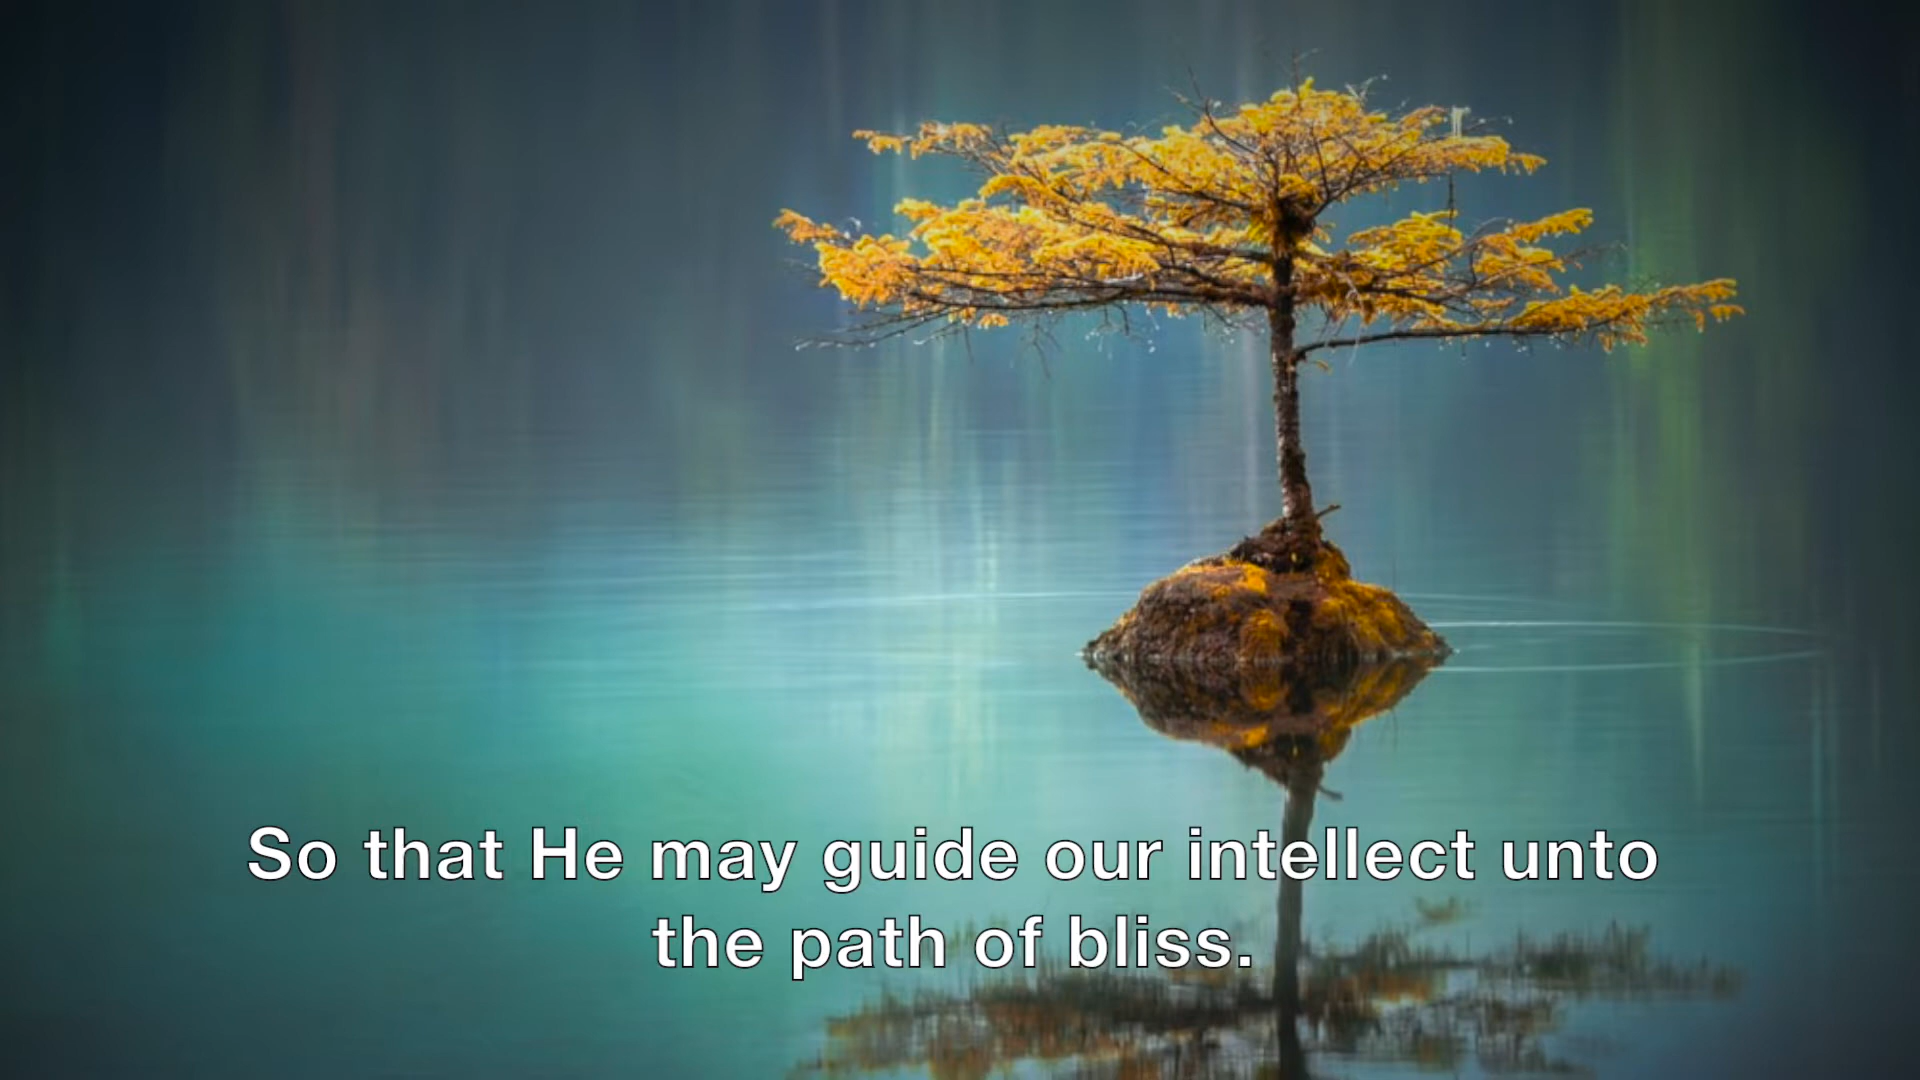 So that He may guide our intellect unto
the path of bliss.